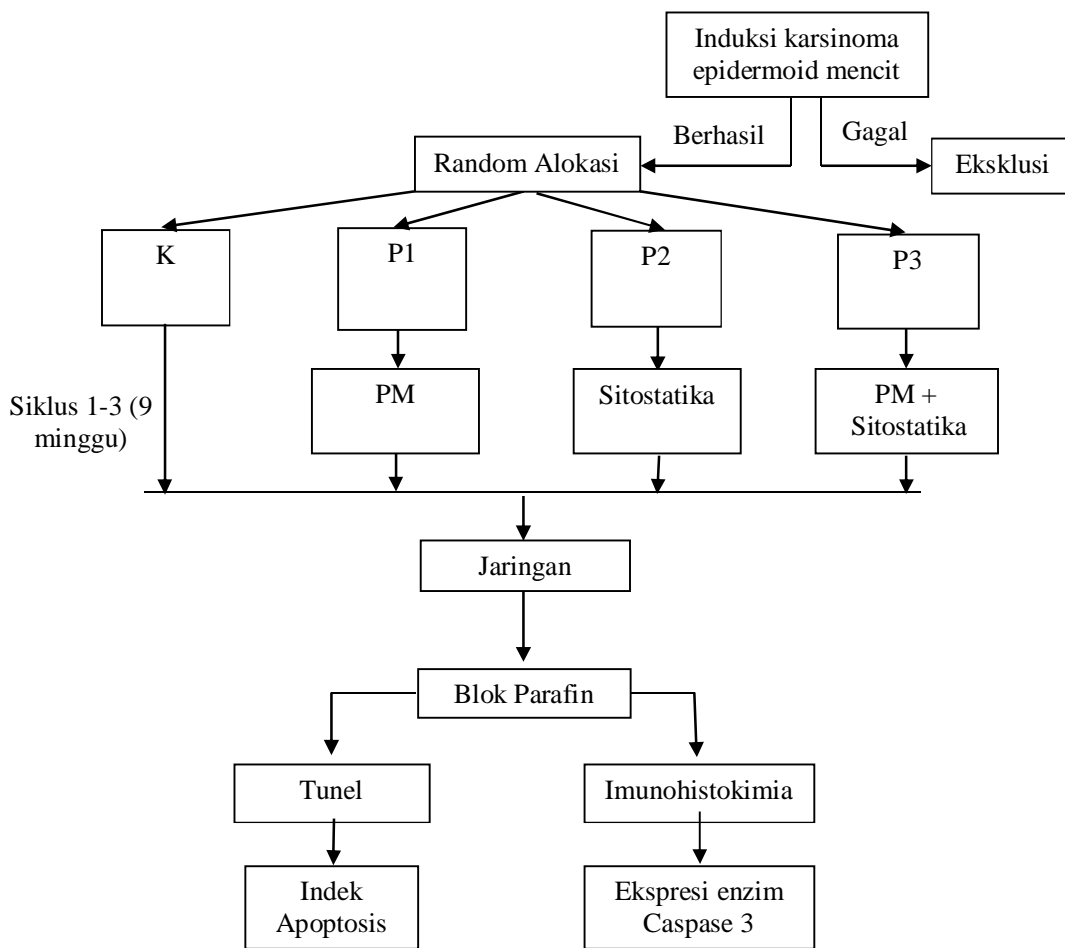 Induksi karsinoma
epidermoid mencit
Berhasil
Gagal
Random Alokasi
Eksklusi
K
P1
P2
P3
Siklus 1-3 (9
minggu)
PM
Sitostatika
PM +
Sitostatika
Jaringan
Blok Parafin
Tunel
Imunohistokimia
Indek
Apoptosis
Ekspresi enzim
Caspase 3